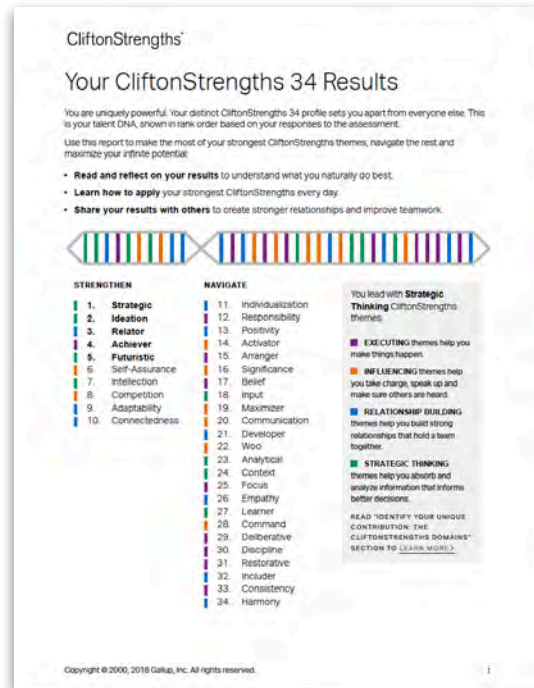 CliftonStrengths®
Your CliftonStrengths 34 Results
You are uniquely powerful. Your distinct CliftonStrengths 34 profile sets you apart from everyone else. This
is your talent DNA, shown in rank order based on your responses to the assessment.
Use this report to make the most of your strongest CliftonStrengths themes, navigate the rest and
maximize your infinite potential:
• Read and reflect on your results to understand what you naturally do best.
• Learn how to apply your strongest CliftonStrengths every day.
• Share your results with others to create stronger relationships and improve teamwork.
STRENGTHEN
1. Strategic
2. Ideation
3. Relator
4. Achiever
5. Futuristic
6. Self-Assurance
7. Intellection
8. Competition
9. Adaptability
10. Connectedness
NAVIGATE
11. Individualization
12. Responsibility
13. Positivity
14. Activator
15. Arranger
16. Significance
17. Belief
18. Input
19. Maximizer
20. Communication
21. Developer
22. Woo
23. Analytical
24. Context
25. Focus
26. Empathy
27. Learner
28. Command
29. Deliberative
30. Discipline
31. Restorative
32. Includer
33. Consistency
34. Harmony
You lead with Strategic
Thinking CliftonStrengths
themes.
EXECUTING themes help you
make things happen.
INFLUENCING themes help
you take charge, speak up and
make sure others are heard.
RELATIONSHIP BUILDING
themes help you build strong
relationships that hold a team
together.
STRATEGIC THINKING
themes help you absorb and
analyze information that informs
better decisions.
READ "IDENTIFY YOUR UNIQUE
CONTRIBUTION: THE
CLIFTONSTRENGTHS DOMAINS"
SECTION TO LEARN MORE >
Copyright © 2000, 2018 Gallup, Inc. All rights reserved.
1